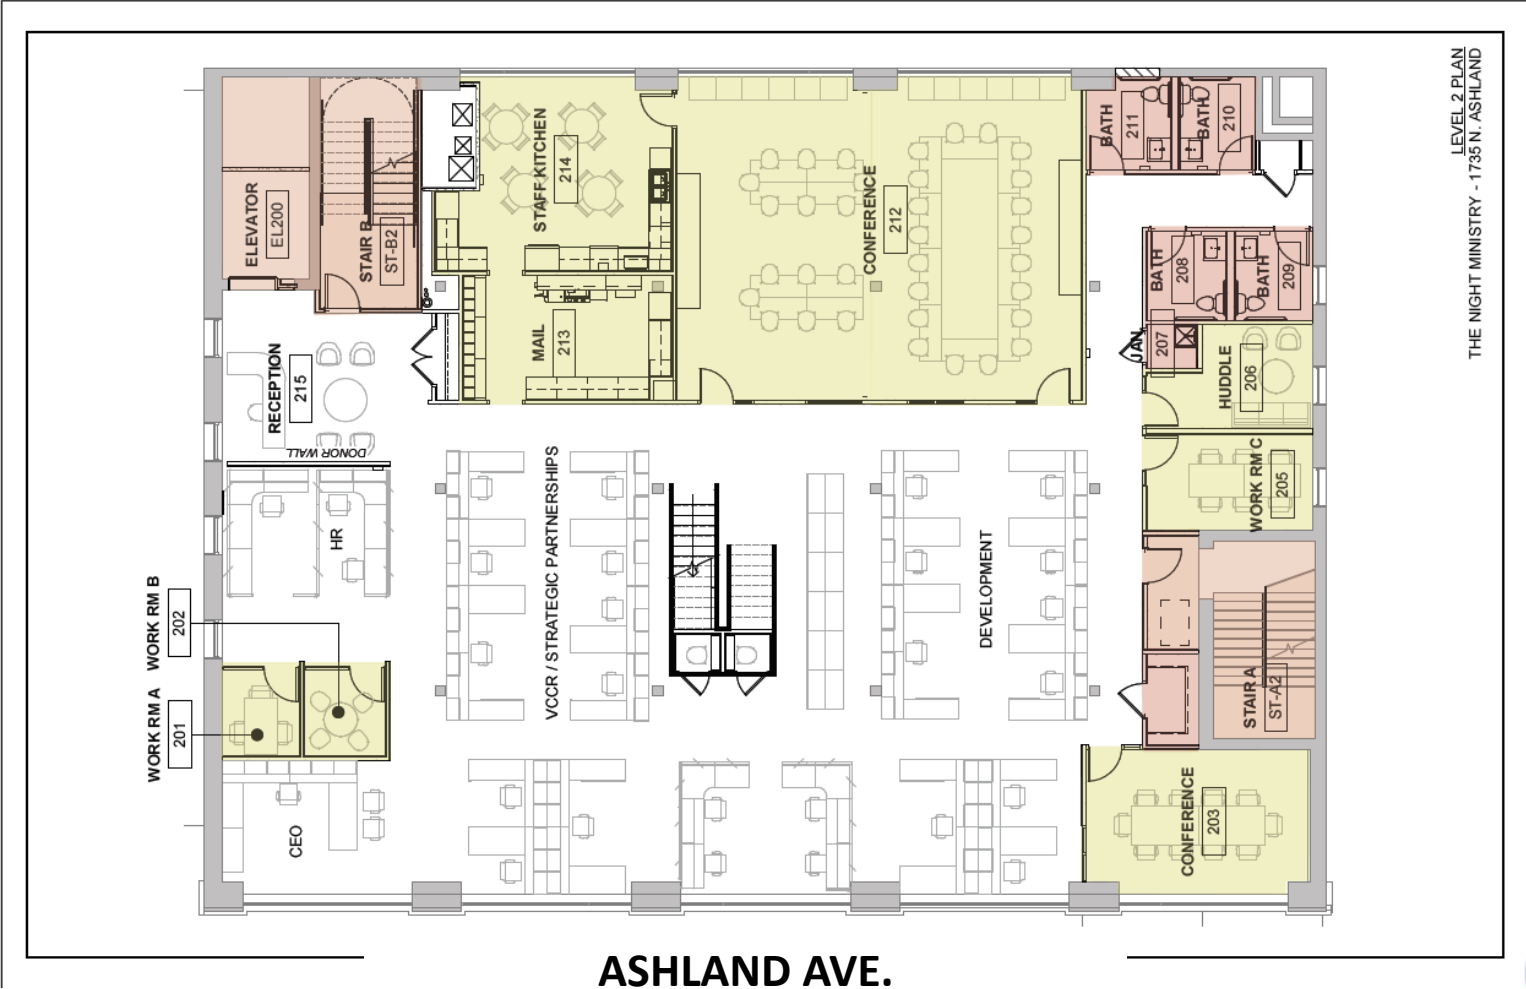 LEVEL 2 PLAN
THE NIGHT MINISTRY - 1735 N. ASHLAND
ELEVATOR
EL200
STAIR B
ST-B2
STAFF KITCHEN
214
CONFERENCE
212
BATH
211
BATH
210
BATH
208
BATH
209
MAIL
213
JAN
207
HUDDLE
206
RECEPTION
215
DONOR WALL
WORK RM C
205
HR
VCCR / STRATEGIC PARTNERSHIPS
DEVELOPMENT
WORK RM B
202
WORK RM A
201
STAIR A
ST-A2
CEO
CONFERENCE
203
ASHLAND AVE.